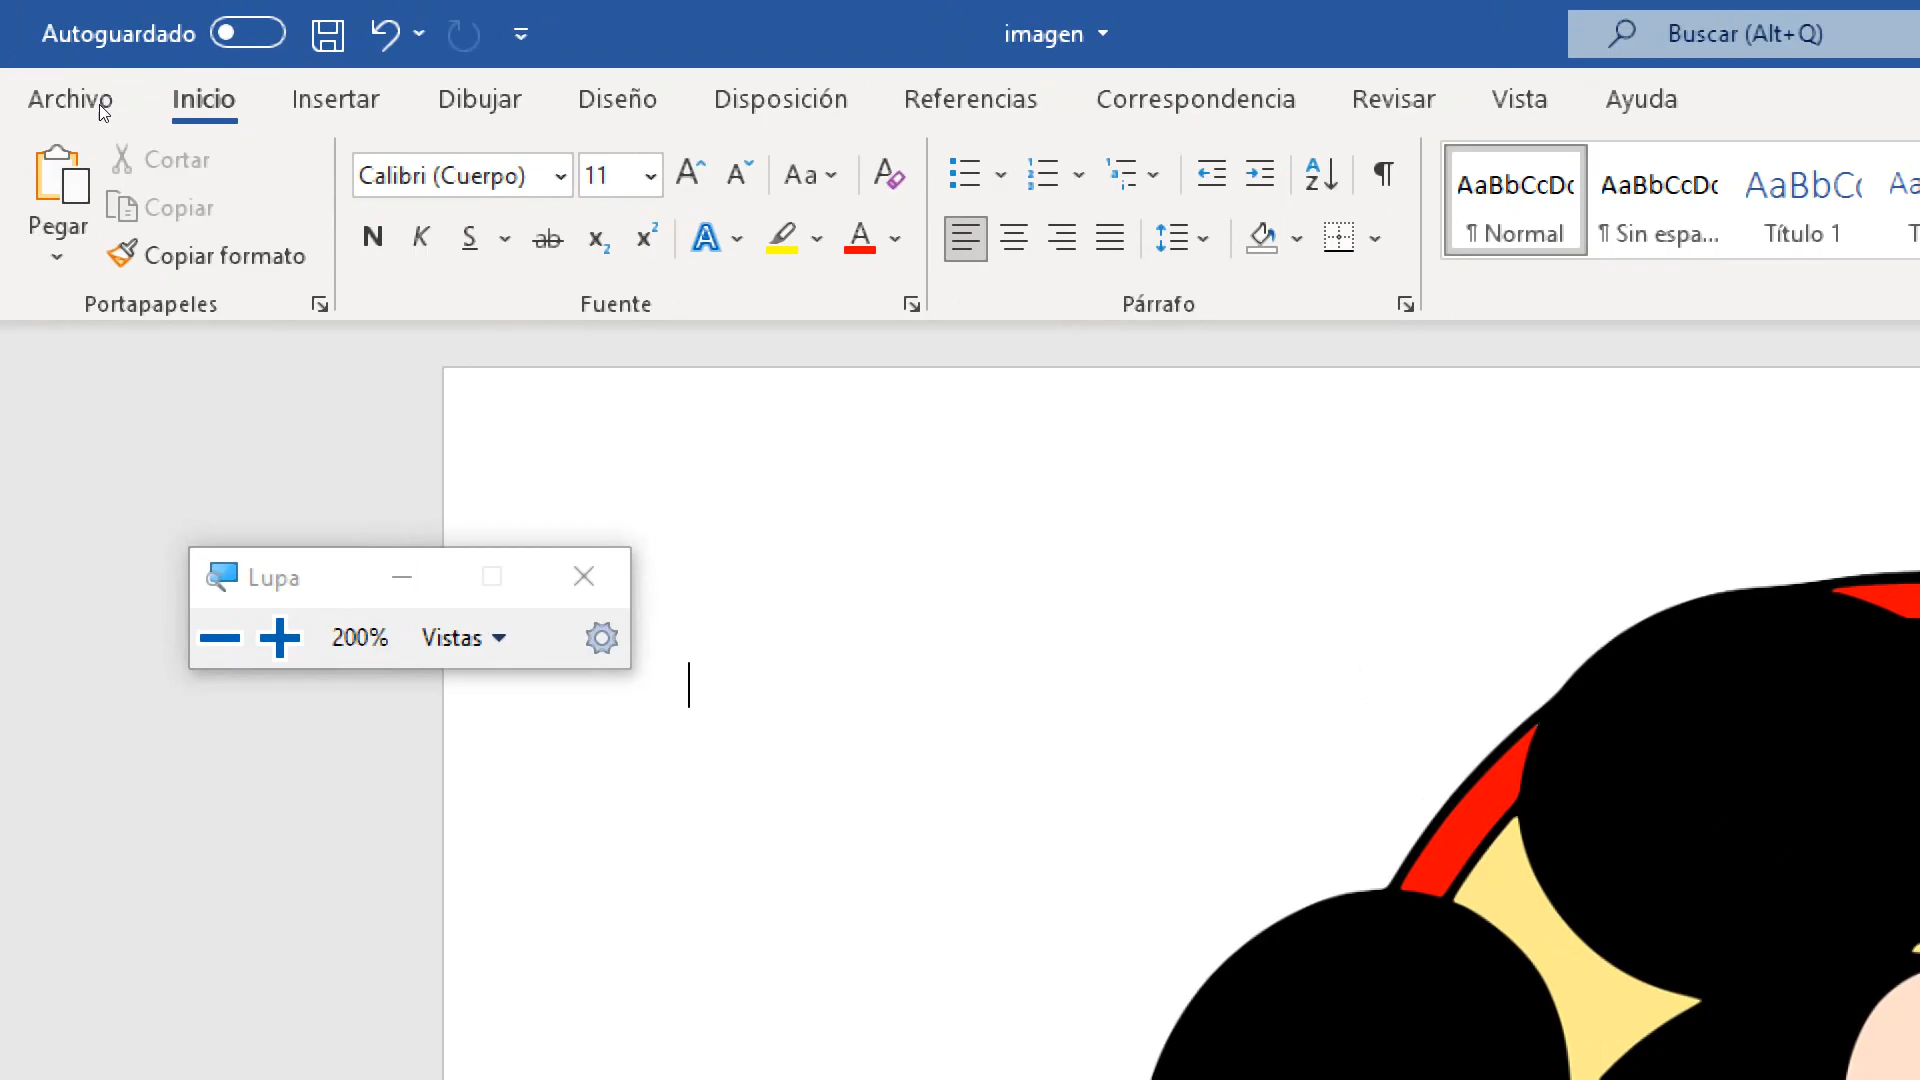 Autoguardado
imagen
Buscar (Alt+Q)
Archivo Inicio Insertar Dibujar Diseño Disposición Referencias Correspondencia Revisar Vista Ayuda
Pegar
Cortar
Copiar
Copiar formato
Portapapeles
Calibri (Cuerpo) 11
Aa
N K S ab x₂ x² A A
Fuente
Párrafo
AaBbCcDc AaBbCcDc AaBbC
¶ Normal ¶ Sin espa... Título 1
Lupa
200% Vistas